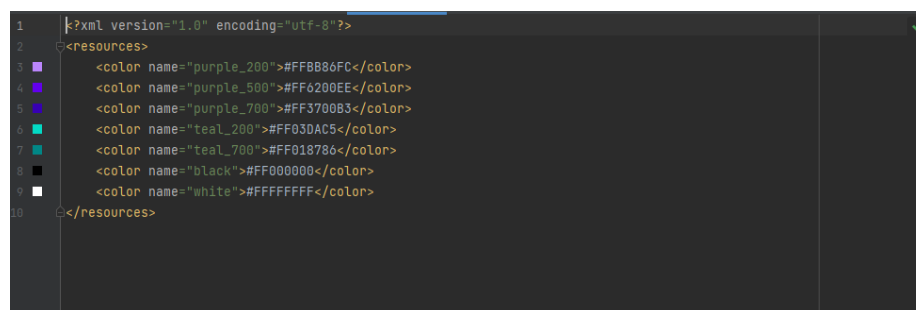 1 <?xml version="1.0" encoding="utf-8"?>
2 <resources>
3 <color name="purple_200">#FFBB86FC</color>
4 <color name="purple_500">#FF6200EE</color>
5 <color name="purple_700">#FF3700B3</color>
6 <color name="teal_200">#FF03DAC5</color>
7 <color name="teal_700">#FF018786</color>
8 <color name="black">#FF000000</color>
9 <color name="white">#FFFFFFFF</color>
10 </resources>